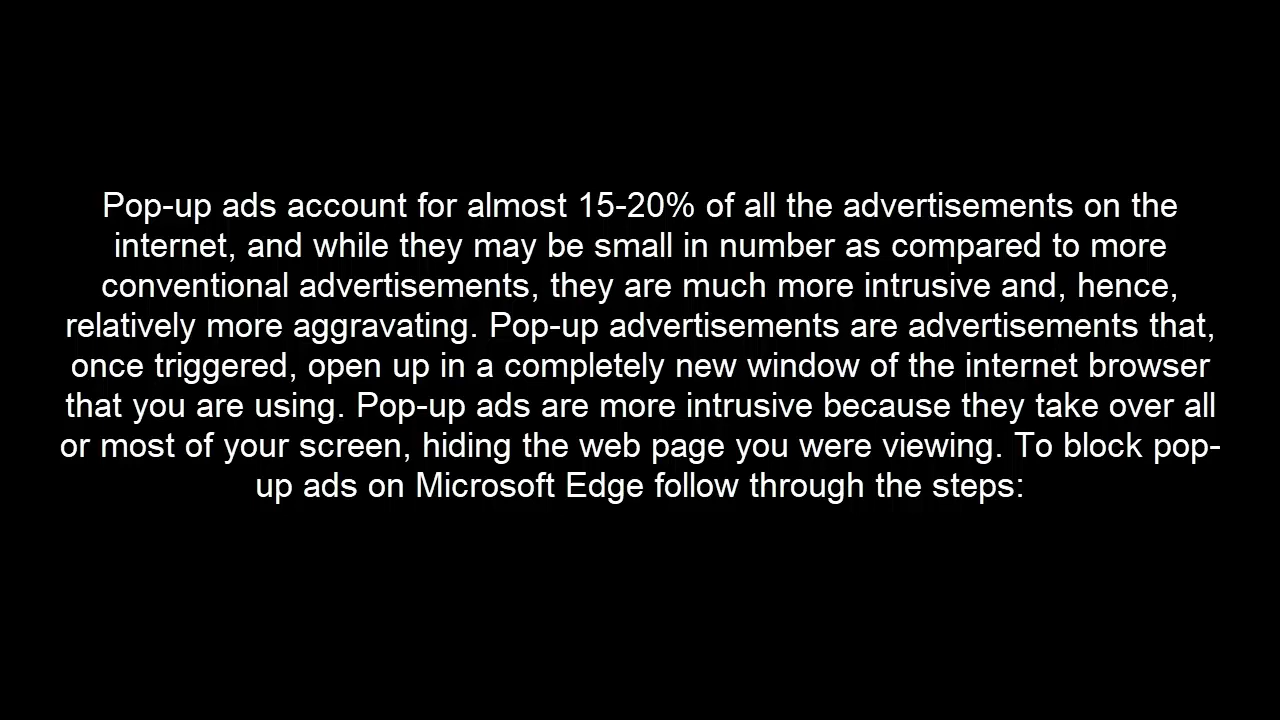 Pop-up ads account for almost 15-20% of all the advertisements on the
internet, and while they may be small in number as compared to more
conventional advertisements, they are much more intrusive and, hence,
relatively more aggravating. Pop-up advertisements are advertisements that,
once triggered, open up in a completely new window of the internet browser
that you are using. Pop-up ads are more intrusive because they take over all
or most of your screen, hiding the web page you were viewing. To block pop-
up ads on Microsoft Edge follow through the steps: